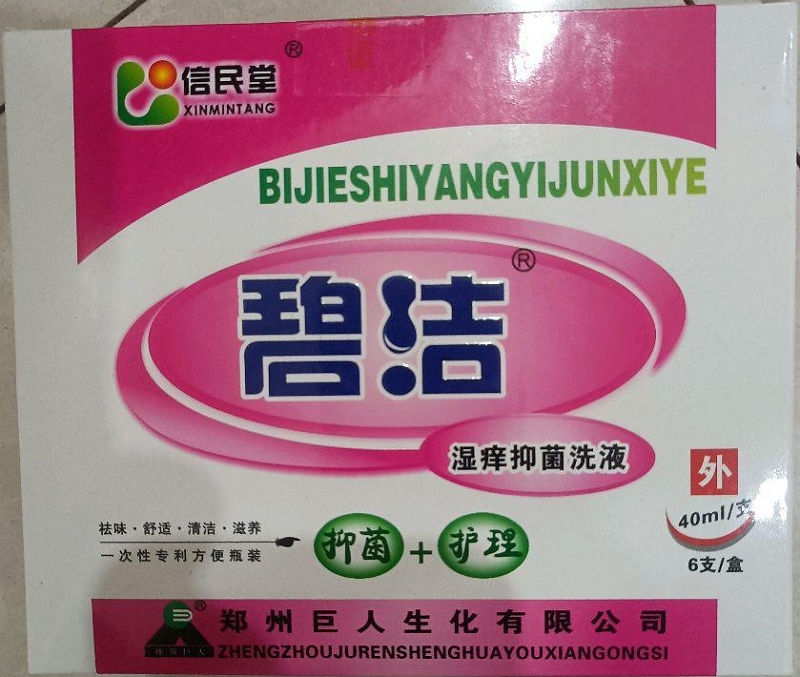 信民堂®
XINMINTANG
BIJIESHIYANGYIJUNXIYE
碧洁®
湿痒抑菌洗液
外
40ml/支
6支/盒
祛味·舒适·清洁·滋养
一次性专利方便瓶装
抑菌+护理
®
郑州巨人生化有限公司
ZHENGZHOUJURENSHENGHUAYOUXIANGONGSI